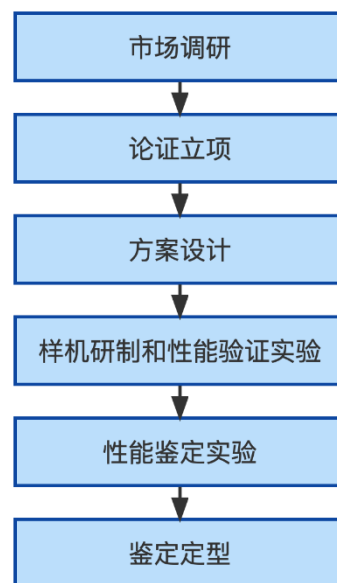 市场调研
论证立项
方案设计
样机研制和性能验证实验
性能鉴定实验
鉴定定型